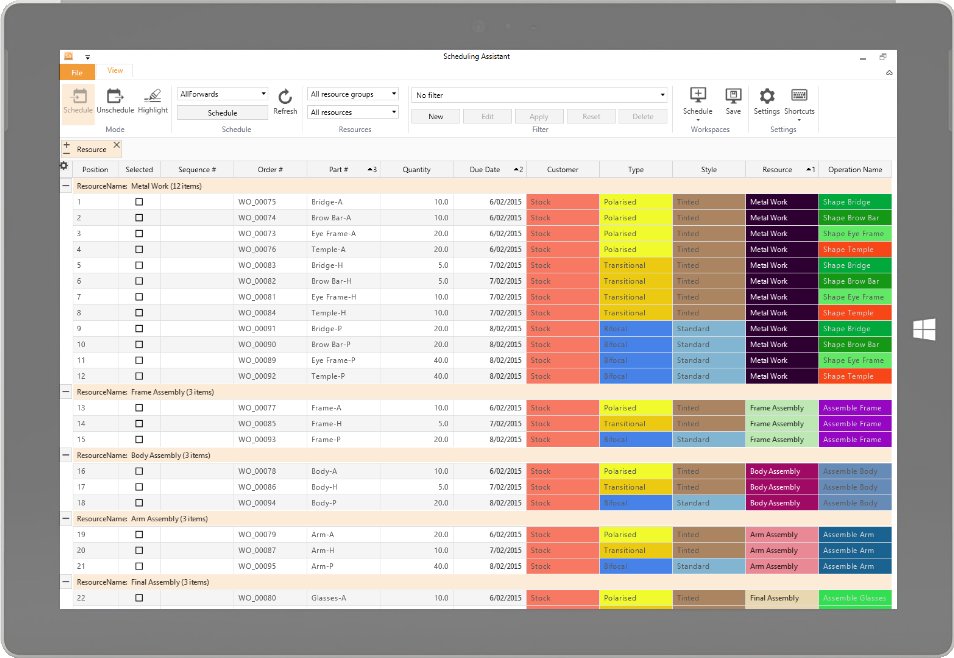 Scheduling Assistant
File View
Schedule Unschedule Highlight
Mode
AllForwards
Schedule
Refresh
Schedule
All resource groups
All resources
Resources
No filter
New Edit Apply Reset Delete
Filter
Schedule Save
Workspaces
Settings Shortcuts
Settings
Resource
Position Selected Sequence # Order # Part # 3 Quantity Due Date 2 Customer Type Style Resource 1 Operation Name
ResourceName: Metal Work (12 items)
1 WO_00075 Bridge-A 10.0 6/02/2015 Stock Polarised Tinted Metal Work Shape Bridge
2 WO_00074 Brow Bar-A 10.0 6/02/2015 Stock Polarised Tinted Metal Work Shape Brow Bar
3 WO_00073 Eye Frame-A 20.0 6/02/2015 Stock Polarised Tinted Metal Work Shape Eye Frame
4 WO_00076 Temple-A 20.0 6/02/2015 Stock Polarised Tinted Metal Work Shape Temple
5 WO_00083 Bridge-H 5.0 7/02/2015 Stock Transitional Tinted Metal Work Shape Bridge
6 WO_00082 Brow Bar-H 5.0 7/02/2015 Stock Transitional Tinted Metal Work Shape Brow Bar
7 WO_00081 Eye Frame-H 10.0 7/02/2015 Stock Transitional Tinted Metal Work Shape Eye Frame
8 WO_00084 Temple-H 10.0 7/02/2015 Stock Transitional Tinted Metal Work Shape Temple
9 WO_00091 Bridge-P 20.0 8/02/2015 Stock Bifocal Standard Metal Work Shape Bridge
10 WO_00090 Brow Bar-P 20.0 8/02/2015 Stock Bifocal Standard Metal Work Shape Brow Bar
11 WO_00089 Eye Frame-P 40.0 8/02/2015 Stock Bifocal Standard Metal Work Shape Eye Frame
12 WO_00092 Temple-P 40.0 8/02/2015 Stock Bifocal Standard Metal Work Shape Temple
ResourceName: Frame Assembly (3 items)
13 WO_00077 Frame-A 10.0 6/02/2015 Stock Polarised Tinted Frame Assembly Assemble Frame
14 WO_00085 Frame-H 5.0 7/02/2015 Stock Transitional Tinted Frame Assembly Assemble Frame
15 WO_00093 Frame-P 20.0 8/02/2015 Stock Bifocal Standard Frame Assembly Assemble Frame
ResourceName: Body Assembly (3 items)
16 WO_00078 Body-A 10.0 6/02/2015 Stock Polarised Tinted Body Assembly Assemble Body
17 WO_00086 Body-H 5.0 7/02/2015 Stock Transitional Tinted Body Assembly Assemble Body
18 WO_00094 Body-P 20.0 8/02/2015 Stock Bifocal Standard Body Assembly Assemble Body
ResourceName: Arm Assembly (3 items)
19 WO_00079 Arm-A 20.0 6/02/2015 Stock Polarised Tinted Arm Assembly Assemble Arm
20 WO_00087 Arm-H 10.0 7/02/2015 Stock Transitional Tinted Arm Assembly Assemble Arm
21 WO_00095 Arm-P 40.0 8/02/2015 Stock Bifocal Standard Arm Assembly Assemble Arm
ResourceName: Final Assembly (3 items)
22 WO_00080 Glasses-A 10.0 6/02/2015 Stock Polarised Tinted Final Assembly Assemble Glasses